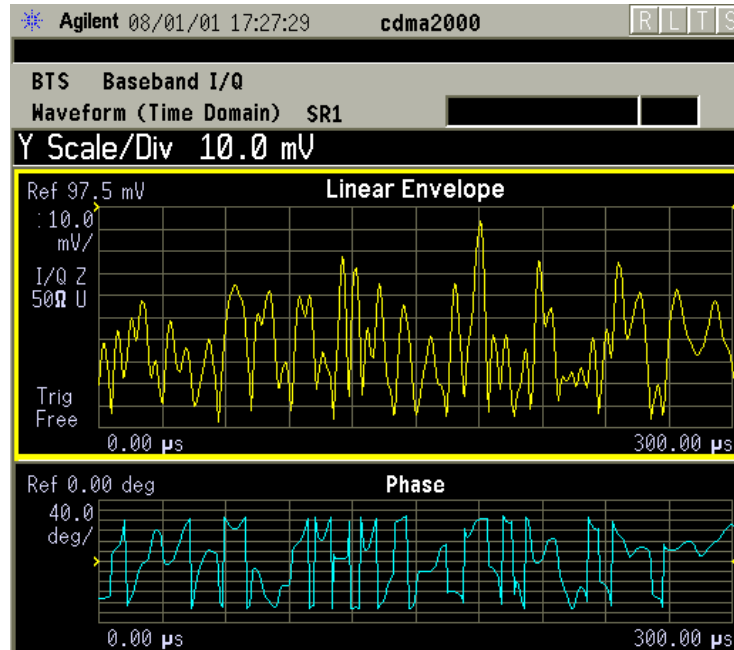 Agilent 08/01/01 17:27:29 cdma2000 R L T S
BTS Baseband I/Q
Waveform (Time Domain) SR1
Y Scale/Div 10.0 mV
Ref 97.5 mV Linear Envelope
10.0
mV/
I/Q Z
50Ω U
Trig
Free
0.00 µs 300.00 µs
Ref 0.00 deg Phase
40.0
deg/
0.00 µs 300.00 µs